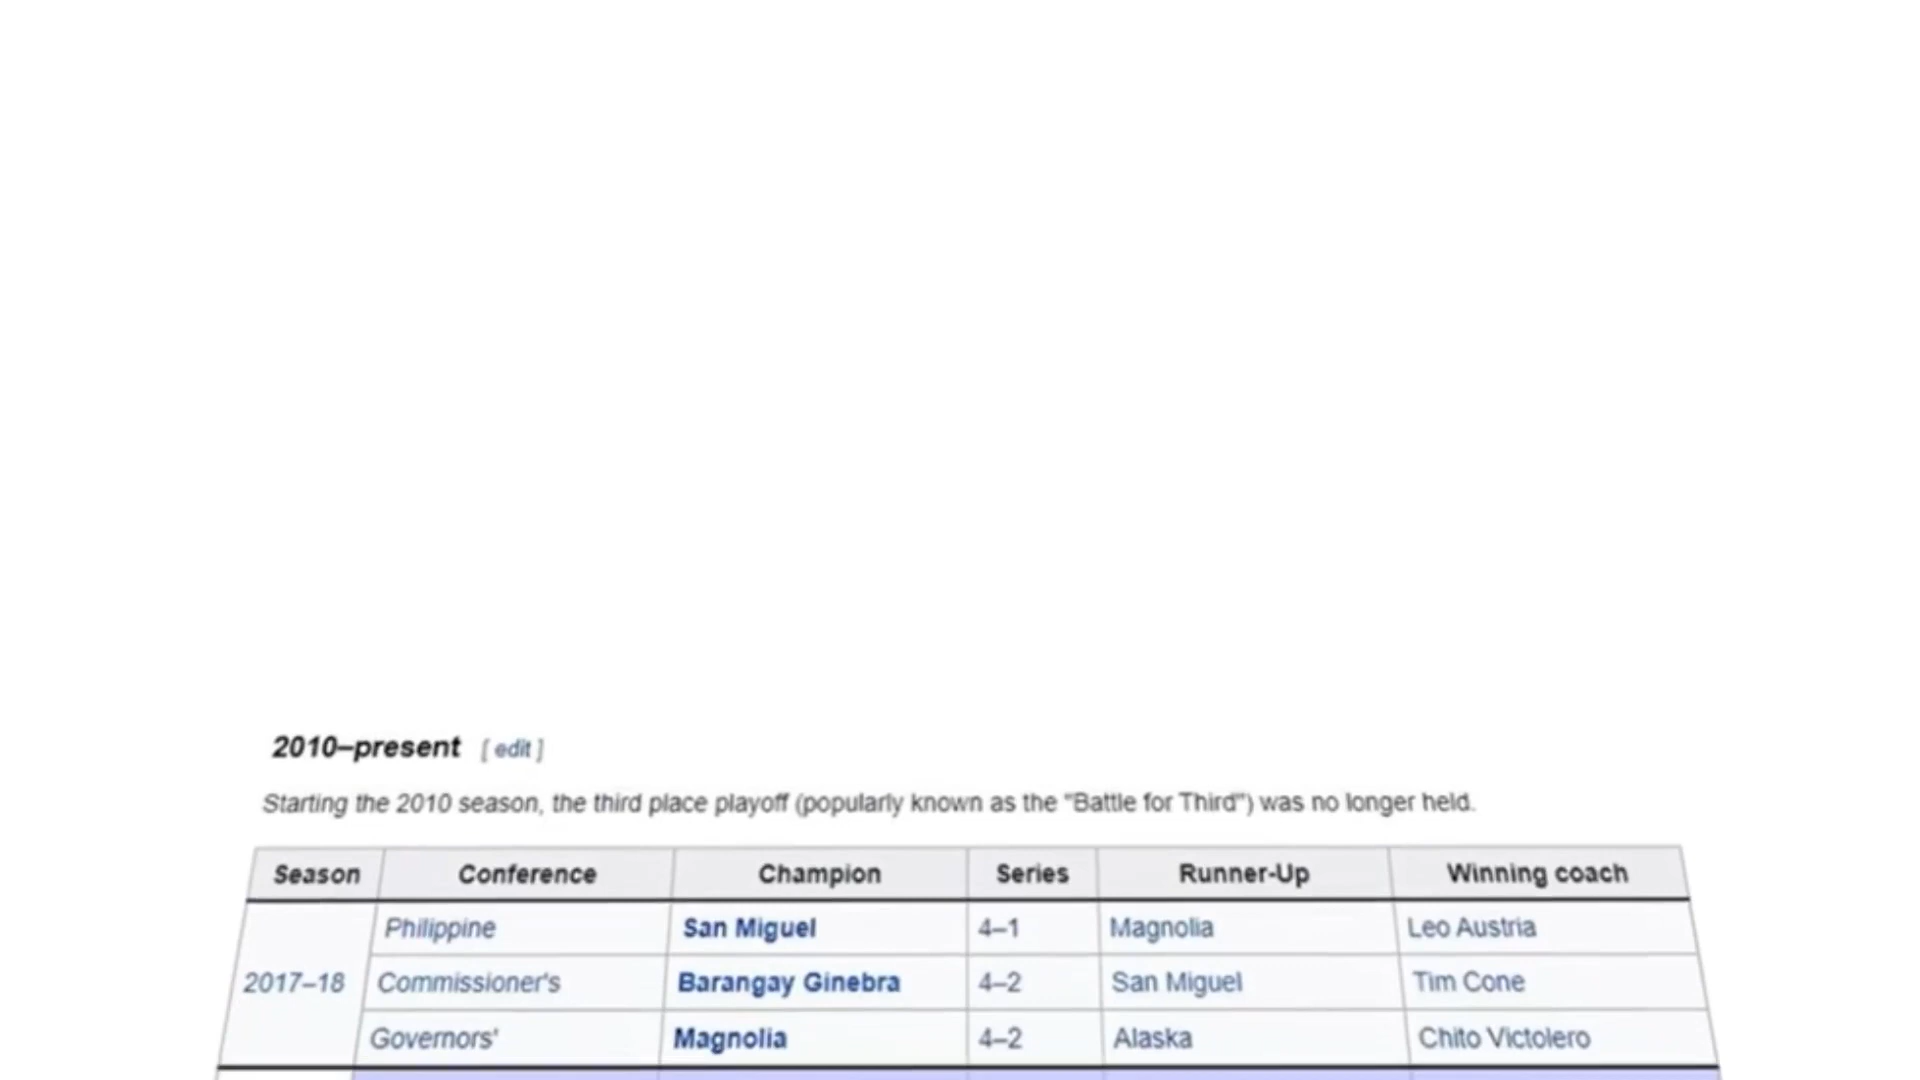 2010–present [ edit ]
Starting the 2010 season, the third place playoff (popularly known as the "Battle for Third") was no longer held.
Season Conference Champion Series Runner-Up Winning coach
2017–18 Philippine San Miguel 4–1 Magnolia Leo Austria
Commissioner's Barangay Ginebra 4–2 San Miguel Tim Cone
Governors' Magnolia 4–2 Alaska Chito Victolero